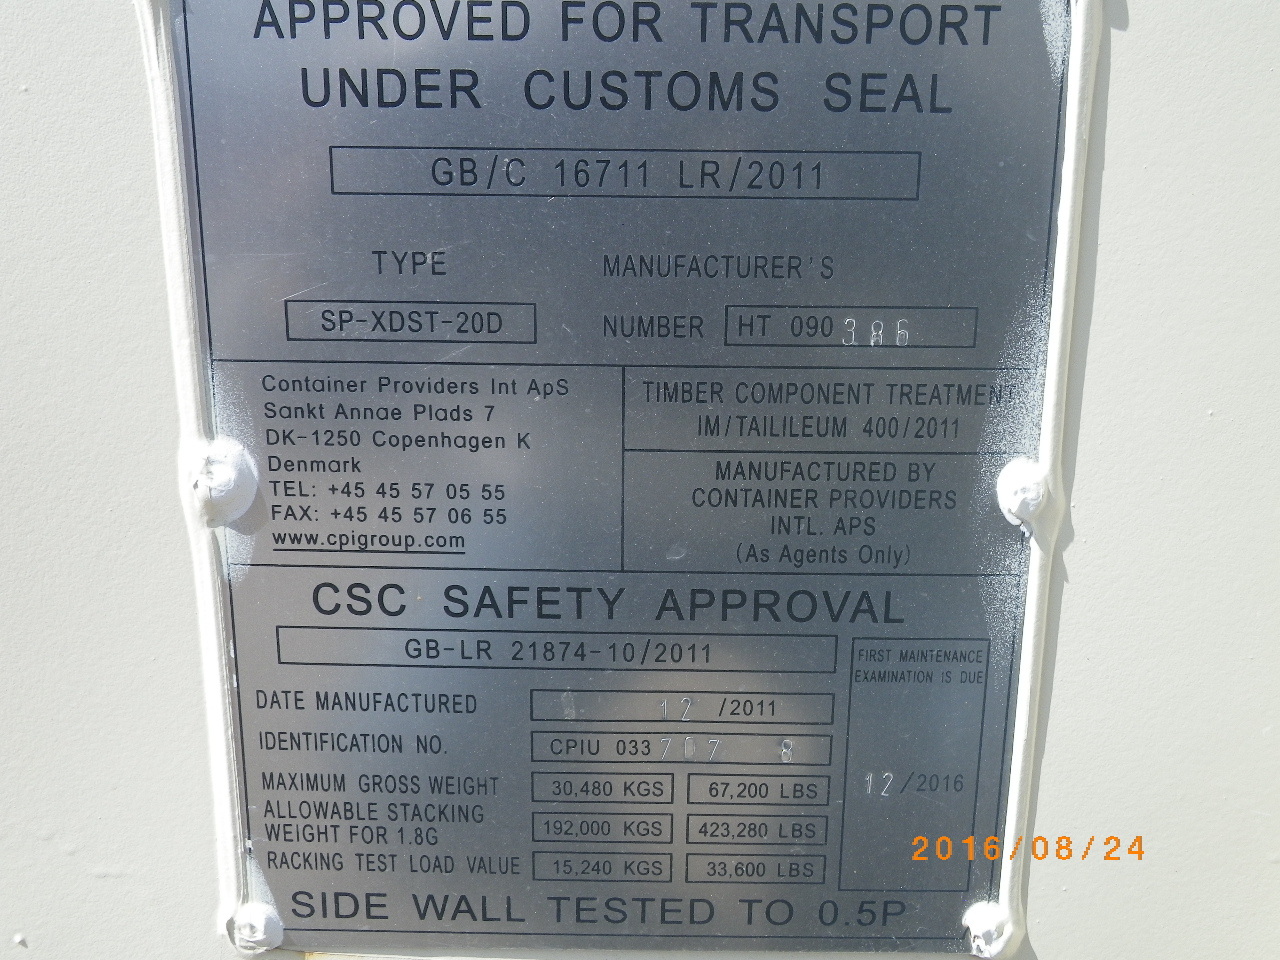 APPROVED FOR TRANSPORT
UNDER CUSTOMS SEAL
GB/C 16711 LR/2011
TYPE
SP-XDST-20D
MANUFACTURER'S
NUMBER HT 090 386
Container Providers Int ApS
Sankt Annae Plads 7
DK-1250 Copenhagen K
Denmark
TEL: +45 45 57 05 55
FAX: +45 45 57 06 55
www.cpigroup.com
TIMBER COMPONENT TREATMENT
IM/TAILILEUM 400/2011
MANUFACTURED BY
CONTAINER PROVIDERS
INTL. APS
(As Agents Only)
CSC SAFETY APPROVAL
GB-LR 21874-10/2011
DATE MANUFACTURED 12 /2011
IDENTIFICATION NO. CPIU 033 707 8
MAXIMUM GROSS WEIGHT 30,480 KGS 67,200 LBS
ALLOWABLE STACKING
WEIGHT FOR 1.8G 192,000 KGS 423,280 LBS
RACKING TEST LOAD VALUE 15,240 KGS 33,600 LBS
FIRST MAINTENANCE
EXAMINATION IS DUE
12/2016
SIDE WALL TESTED TO 0.5P
2016/08/24